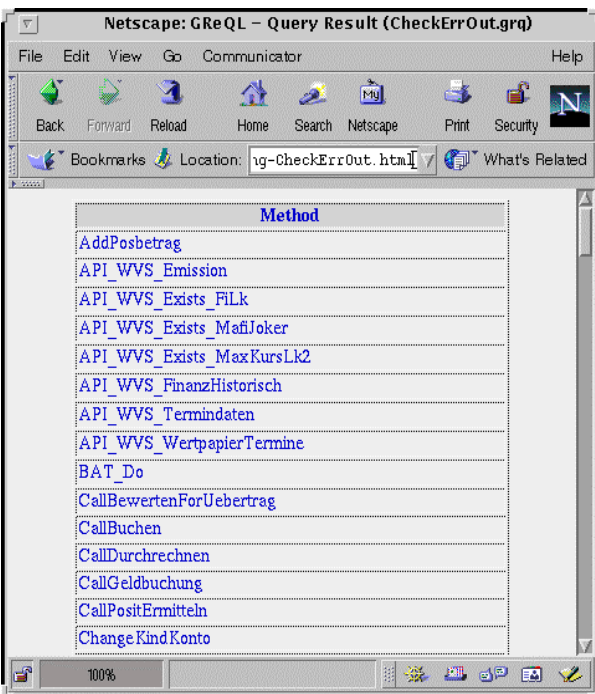 Netscape: GReQL – Query Result (CheckErrOut.grq)
File Edit View Go Communicator Help
Back Forward Reload Home Search Netscape Print Security
My
N
Bookmarks Location: ng-CheckErrOut.html What's Related
Method
AddPosbetrag
API_WVS_Emission
API_WVS_Exists_FiLk
API_WVS_Exists_MafiJoker
API_WVS_Exists_MaxKursLk2
API_WVS_FinanzHistorisch
API_WVS_Termindaten
API_WVS_WertpapierTermine
BAT_Do
CallBewertenForUebertrag
CallBuchen
CallDurchrechnen
CallGeldbuchung
CallPositErmitteln
ChangeKindKonto
100%